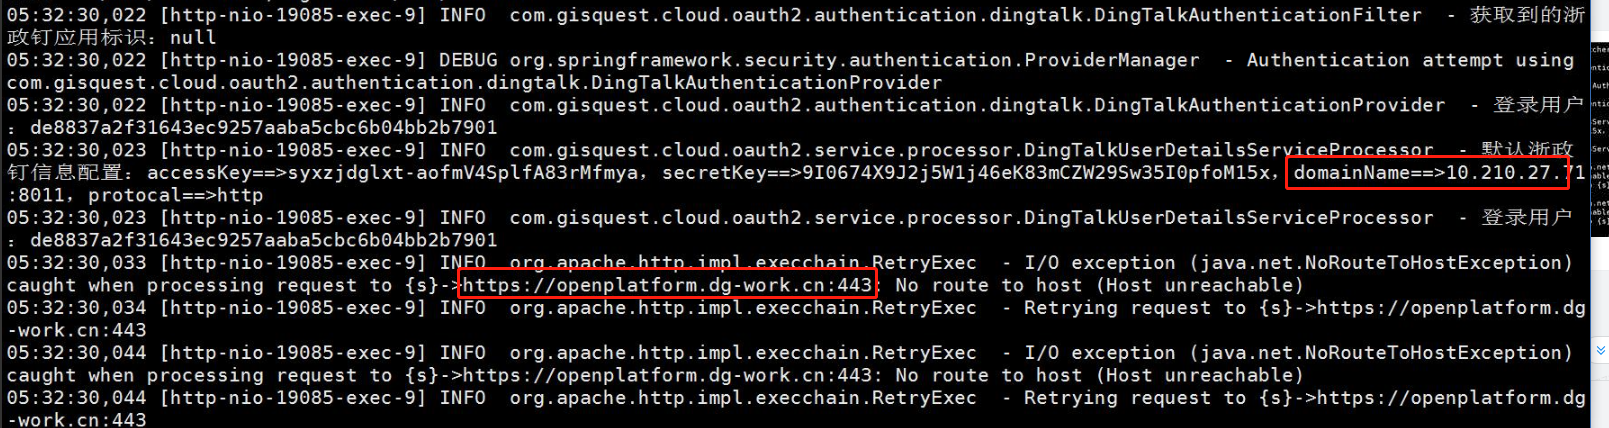 05:32:30,022 [http-nio-19085-exec-9] INFO  com.gisquest.cloud.oauth2.authentication.dingtalk.DingTalkAuthenticationFilter  - 获取到的浙
政钉应用标识: null
05:32:30,022 [http-nio-19085-exec-9] DEBUG org.springframework.security.authentication.ProviderManager  - Authentication attempt using
com.gisquest.cloud.oauth2.authentication.dingtalk.DingTalkAuthenticationProvider
05:32:30,022 [http-nio-19085-exec-9] INFO  com.gisquest.cloud.oauth2.authentication.dingtalk.DingTalkAuthenticationProvider  - 登录用户
: de8837a2f31643ec9257aaba5cbc6b04bb2b7901
05:32:30,023 [http-nio-19085-exec-9] INFO  com.gisquest.cloud.oauth2.service.processor.DingTalkUserDetailsServiceProcessor  - 默认浙政
钉信息配置: accessKey==>syxzjdglxt-aofmV4SplfA83rMfmya, secretKey==>9I0674X9J2j5W1j46eK83mCZW29Sw35I0pfoM15x, domainName==>10.210.27.71
:8011, protocal==>http
05:32:30,023 [http-nio-19085-exec-9] INFO  com.gisquest.cloud.oauth2.service.processor.DingTalkUserDetailsServiceProcessor  - 登录用户
: de8837a2f31643ec9257aaba5cbc6b04bb2b7901
05:32:30,033 [http-nio-19085-exec-9] INFO  org.apache.http.impl.execchain.RetryExec  - I/O exception (java.net.NoRouteToHostException)
caught when processing request to {s}->https://openplatform.dg-work.cn:443: No route to host (Host unreachable)
05:32:30,034 [http-nio-19085-exec-9] INFO  org.apache.http.impl.execchain.RetryExec  - Retrying request to {s}->https://openplatform.dg
-work.cn:443
05:32:30,044 [http-nio-19085-exec-9] INFO  org.apache.http.impl.execchain.RetryExec  - I/O exception (java.net.NoRouteToHostException)
caught when processing request to {s}->https://openplatform.dg-work.cn:443: No route to host (Host unreachable)
05:32:30,044 [http-nio-19085-exec-9] INFO  org.apache.http.impl.execchain.RetryExec  - Retrying request to {s}->https://openplatform.dg
-work.cn:443